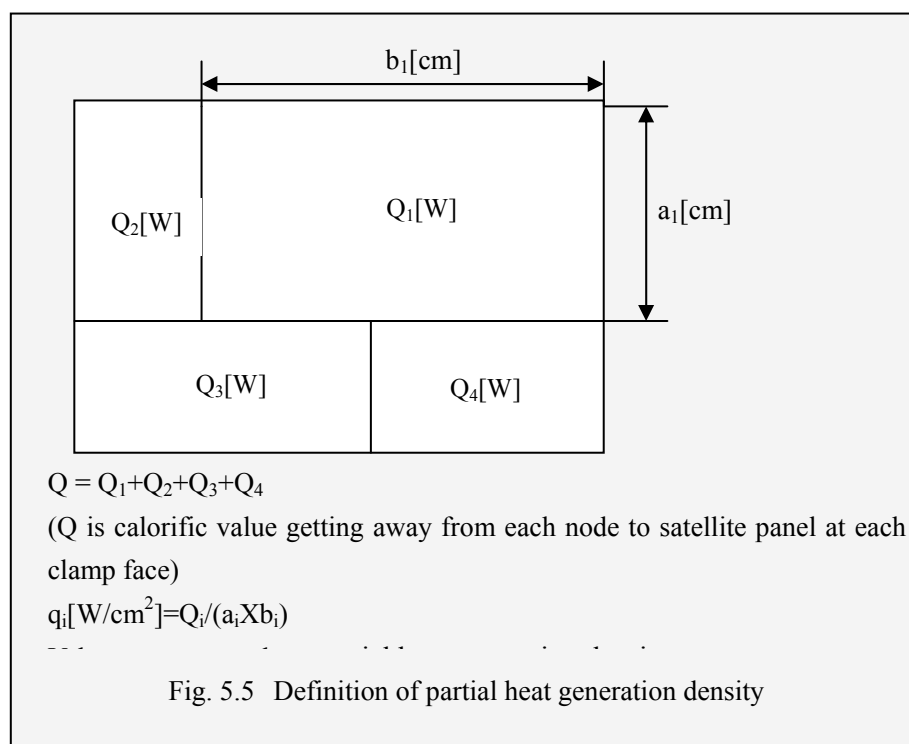 b₁[cm]
Q₂[W]
Q₁[W]
a₁[cm]
Q₃[W]
Q₄[W]
Q = Q₁+Q₂+Q₃+Q₄
(Q is calorific value getting away from each node to satellite panel at each
clamp face)
qᵢ[W/cm²]=Qᵢ/(aᵢXbᵢ)
Fig. 5.5 Definition of partial heat generation density